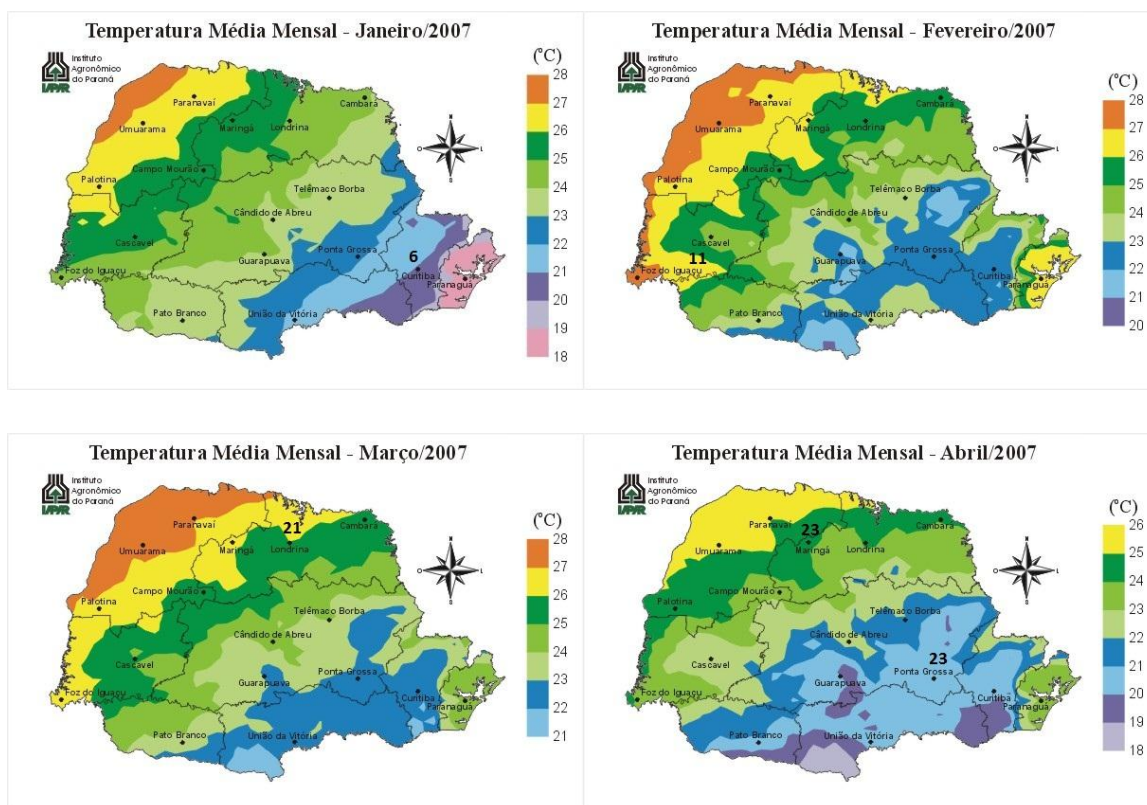 Temperatura Média Mensal - Janeiro/2007
Instituto
Agronômico
do Paraná
IAPAR
(°C)
28
27
26
25
24
23
22
21
20
19
18
Paranavaí
Cambará
Umuarama
Maringá
Londrina
O
L
Campo Mourão
Palotina
Telêmaco Borba
Cândido de Abreu
Cascavel
Ponta Grossa
6
Guarapuava
Curitiba
Foz do Iguaçu
Paranaguá
Pato Branco
União da Vitória
Temperatura Média Mensal - Fevereiro/2007
Instituto
Agronômico
do Paraná
IAPAR
(°C)
28
27
26
25
24
23
22
21
20
Paranavaí
Cambará
Umuarama
Maringá
Londrina
O
L
Campo Mourão
Palotina
Telêmaco Borba
Cândido de Abreu
Cascavel
Ponta Grossa
11
Guarapuava
Curitiba
Foz do Iguaçu
Paranaguá
Pato Branco
União da Vitória
Temperatura Média Mensal - Março/2007
Instituto
Agronômico
do Paraná
IAPAR
(°C)
28
27
26
25
24
23
22
21
Paranavaí
21
Cambará
Umuarama
Maringá
Londrina
O
L
Campo Mourão
Palotina
Telêmaco Borba
Cândido de Abreu
Cascavel
Ponta Grossa
Guarapuava
Curitiba
Foz do Iguaçu
Paranaguá
Pato Branco
União da Vitória
Temperatura Média Mensal - Abril/2007
Instituto
Agronômico
do Paraná
IAPAR
(°C)
26
25
24
23
22
21
20
19
18
Paranavaí
23
Cambará
Umuarama
Maringá
Londrina
O
L
Campo Mourão
Palotina
Telêmaco Borba
Cândido de Abreu
Cascavel
23
Ponta Grossa
Guarapuava
Curitiba
Foz do Iguaçu
Paranaguá
Pato Branco
União da Vitória